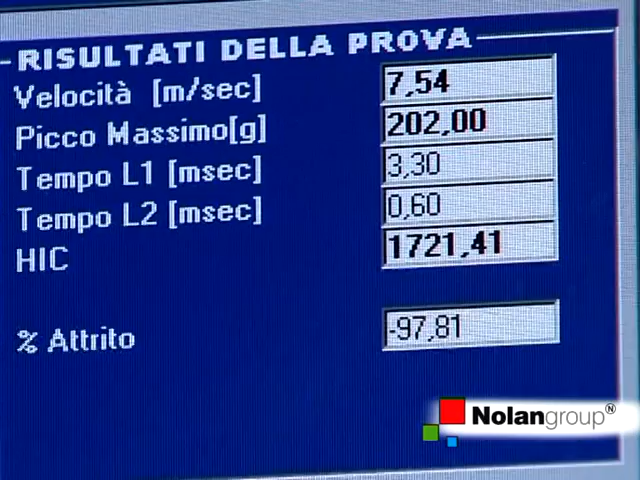 RISULTATI DELLA PROVA
Velocità [m/sec] 7,54
Picco Massimo[g] 202,00
Tempo L1 [msec] 3,30
Tempo L2 [msec] 0,60
HIC 1721,41
% Attrito -97,81
Nolangroup N